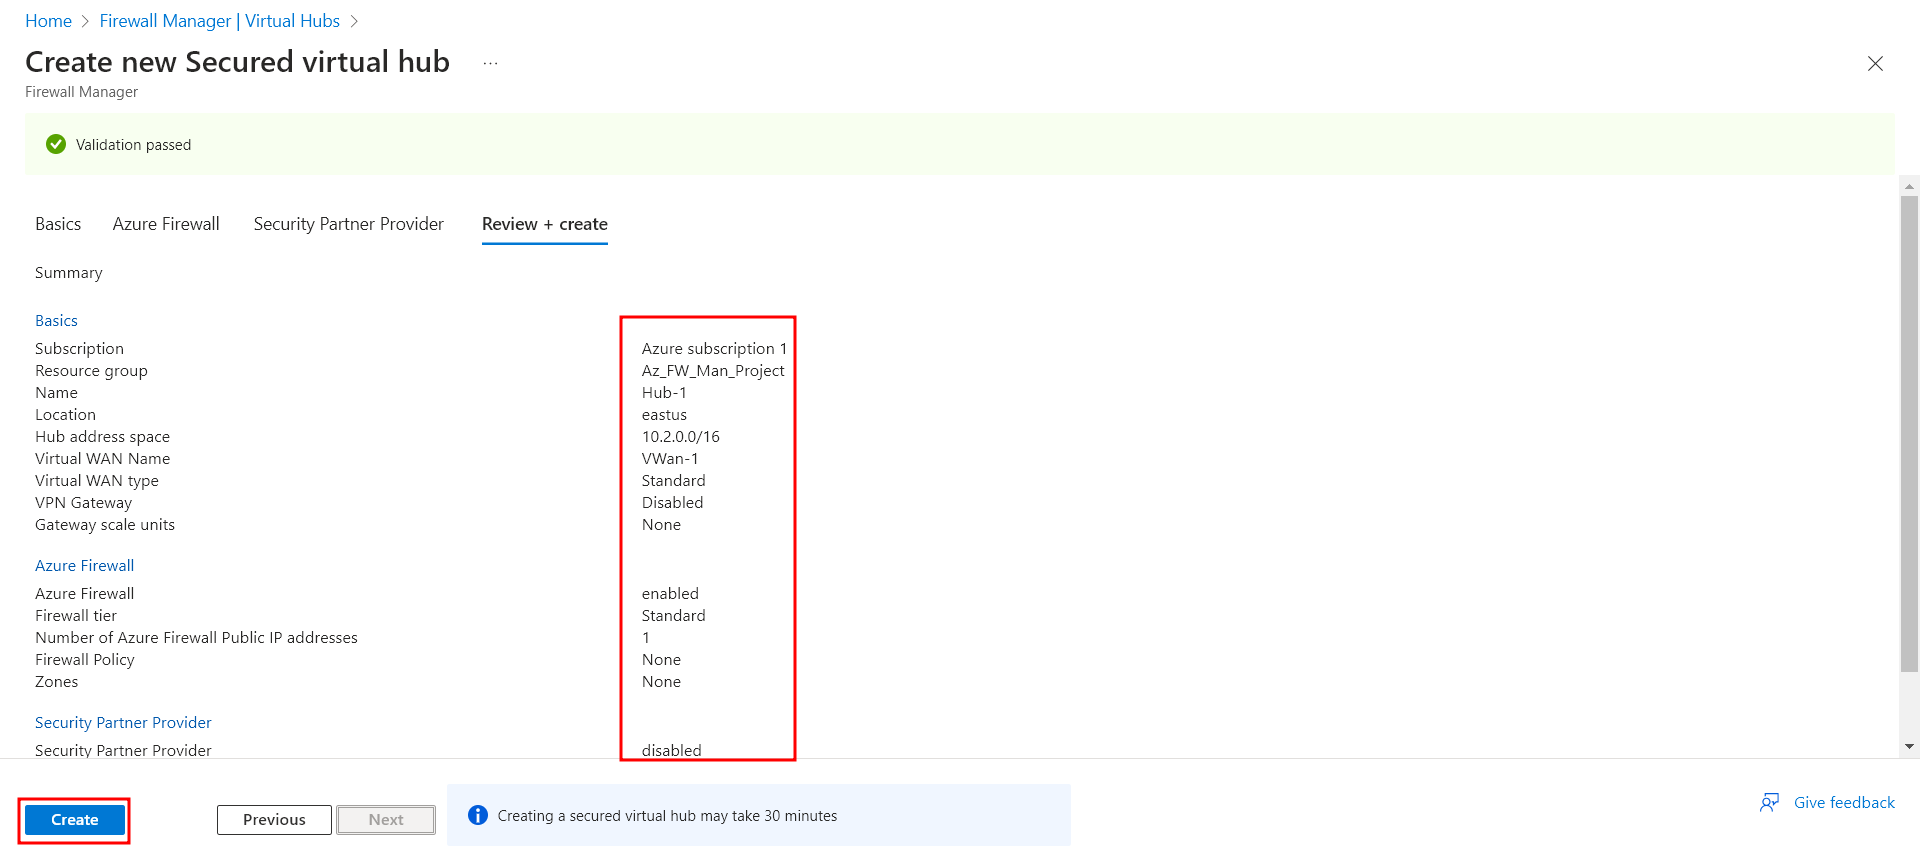 Home > Firewall Manager | Virtual Hubs >
Create new Secured virtual hub ...
Firewall Manager
Validation passed
Basics Azure Firewall Security Partner Provider Review + create
Summary
Basics
Subscription Azure subscription 1
Resource group Az_FW_Man_Project
Name Hub-1
Location eastus
Hub address space 10.2.0.0/16
Virtual WAN Name VWan-1
Virtual WAN type Standard
VPN Gateway Disabled
Gateway scale units None
Azure Firewall
Azure Firewall enabled
Firewall tier Standard
Number of Azure Firewall Public IP addresses 1
Firewall Policy None
Zones None
Security Partner Provider
Security Partner Provider disabled
Create Previous Next Creating a secured virtual hub may take 30 minutes Give feedback